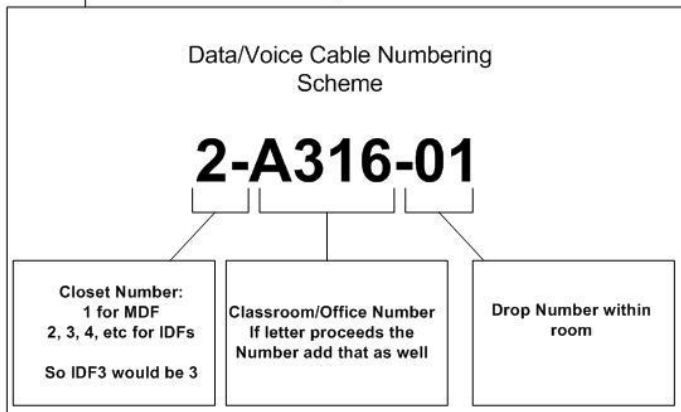 Data/Voice Cable Numbering
Scheme
2-A316-01
Closet Number:
1 for MDF
2, 3, 4, etc for IDFs
So IDF3 would be 3
Classroom/Office Number
If letter proceeds the
Number add that as well
Drop Number within
room